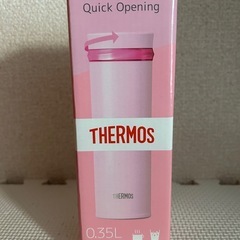 Quick Opening
THERMOS
THERMOS
0.35L